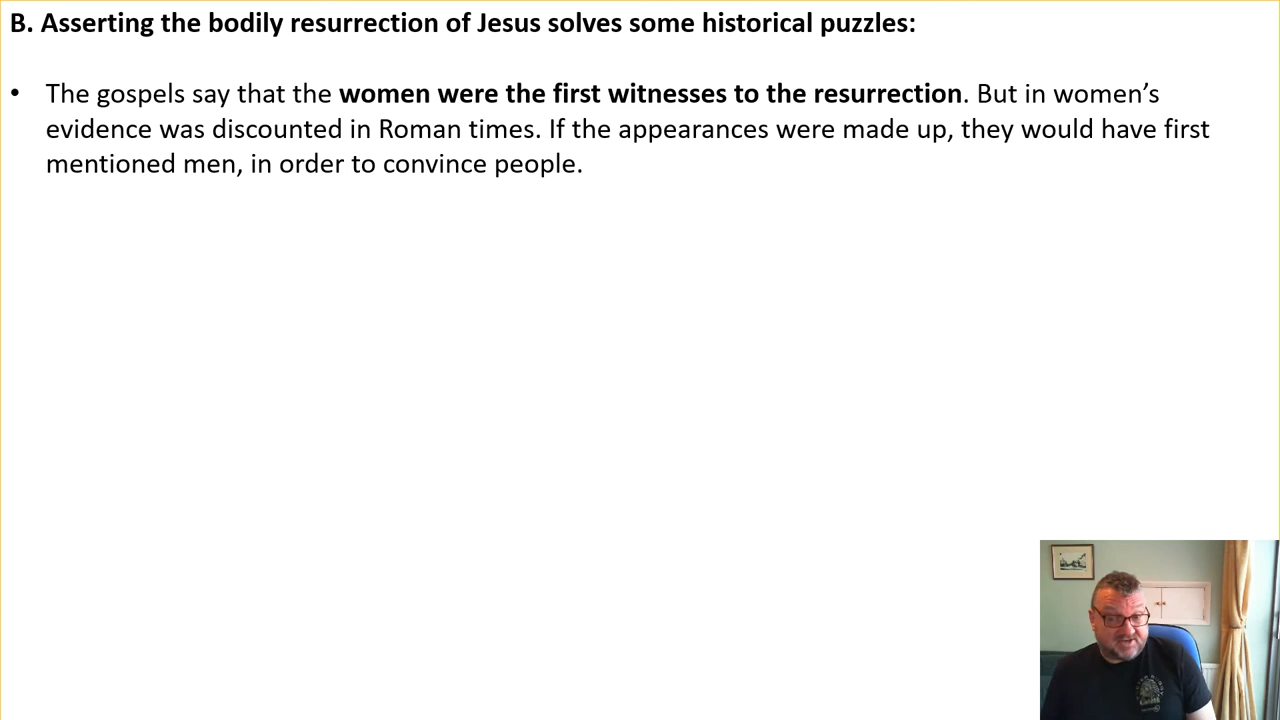 B. Asserting the bodily resurrection of Jesus solves some historical puzzles:
• The gospels say that the women were the first witnesses to the resurrection. But in women’s
evidence was discounted in Roman times. If the appearances were made up, they would have first
mentioned men, in order to convince people.